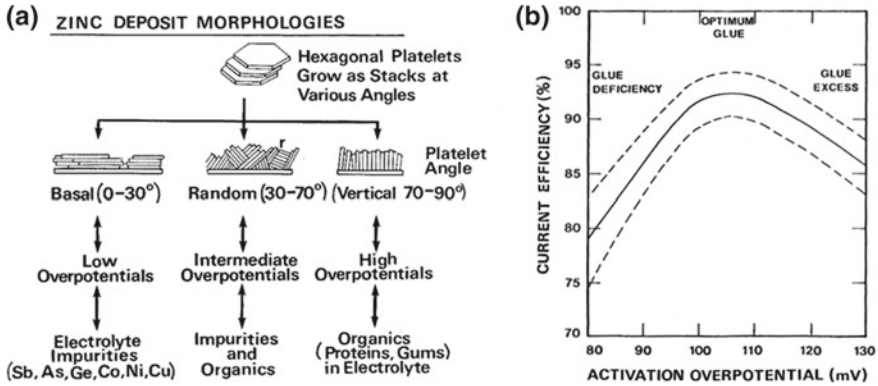 (a) ZINC DEPOSIT MORPHOLOGIES
Hexagonal Platelets
Grow as Stacks at
Various Angles
r
Platelet
Angle
Basal (0-30°) Random (30-70°) (Vertical 70-90°)
Low
Overpotentials
Intermediate
Overpotentials
High
Overpotentials
Electrolyte
Impurities
(Sb, As, Ge, Co, Ni, Cu)
Impurities
and
Organics
Organics
(Proteins, Gums)
in Electrolyte
(b)
CURRENT EFFICIENCY (%)
100
95
90
85
80
75
70
OPTIMUM
GLUE
GLUE
DEFICIENCY
GLUE
EXCESS
80 90 100 110 120 130
ACTIVATION OVERPOTENTIAL (mV)